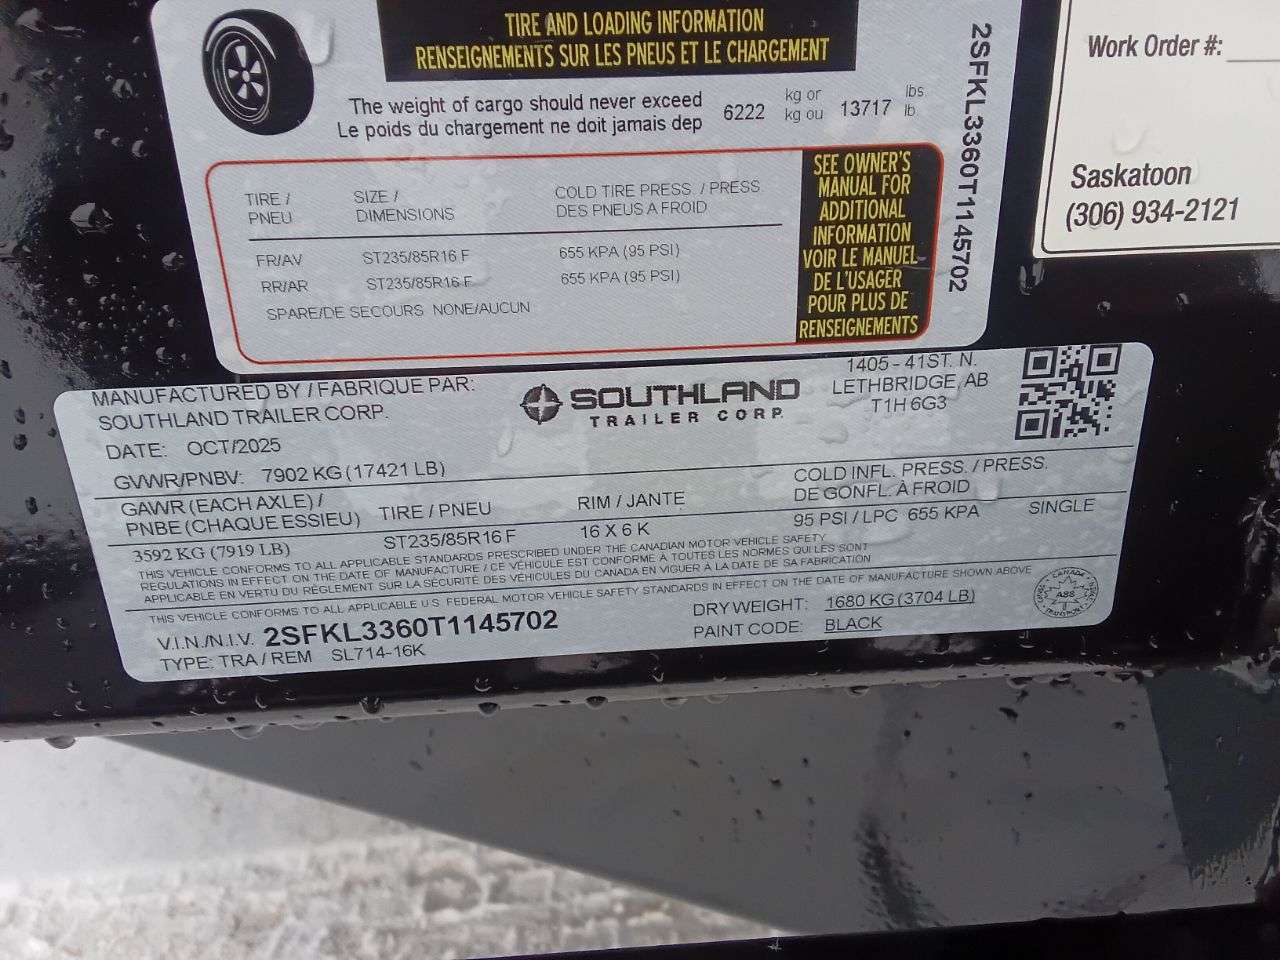 TIRE AND LOADING INFORMATION
RENSEIGNEMENTS SUR LES PNEUS ET LE CHARGEMENT
The weight of cargo should never exceed
Le poids du chargement ne doit jamais dep
6222 kg or 13717 lbs
kg ou lb
TIRE / SIZE / COLD TIRE PRESS. / PRESS.
PNEU DIMENSIONS DES PNEUS A FROID
FR/AV ST235/85R16 F 655 KPA (95 PSI)
RR/AR ST235/85R16 F 655 KPA (95 PSI)
SPARE/DE SECOURS NONE/AUCUN
SEE OWNER'S
MANUAL FOR
ADDITIONAL
INFORMATION
VOIR LE MANUEL
DE L'USAGER
POUR PLUS DE
RENSEIGNEMENTS
2SFKL3360T1145702
Work Order #:
Saskatoon
(306) 934-2121
MANUFACTURED BY / FABRIQUE PAR:
SOUTHLAND TRAILER CORP.
SOUTHLAND
TRAILER CORP.
1405 - 41ST. N.
LETHBRIDGE, AB
T1H 6G3
DATE: OCT/2025
GVWR/PNBV: 7902 KG (17421 LB)
GAWR (EACH AXLE) /
PNBE (CHAQUE ESSIEU)
TIRE / PNEU
RIM / JANTE
COLD INFL. PRESS. / PRESS.
DE GONFL. À FROID
3592 KG (7919 LB) ST235/85R16 F 16 X 6 K 95 PSI / LPC 655 KPA SINGLE
THIS VEHICLE CONFORMS TO ALL APPLICABLE STANDARDS PRESCRIBED UNDER THE CANADIAN MOTOR VEHICLE SAFETY
REGULATIONS IN EFFECT ON THE DATE OF MANUFACTURE / CE VÉHICULE EST CONFORME À TOUTES LES NORMES QUI LES SONT
APPLICABLE EN VERTU DU RÈGLEMENT SUR LA SÉCURITÉ DES VÉHICULES DU CANADA EN VIGUER À LA DATE DE SA FABRICATION
THIS VEHICLE CONFORMS TO ALL APPLICABLE U.S. FEDERAL MOTOR VEHICLE SAFETY STANDARDS IN EFFECT ON THE DATE OF MANUFACTURE SHOWN ABOVE
V.I.N./N.I.V. 2SFKL3360T1145702
TYPE: TRA / REM SL714-16K
DRY WEIGHT: 1680 KG (3704 LB)
PAINT CODE: BLACK
CANADA
TRANSPORT